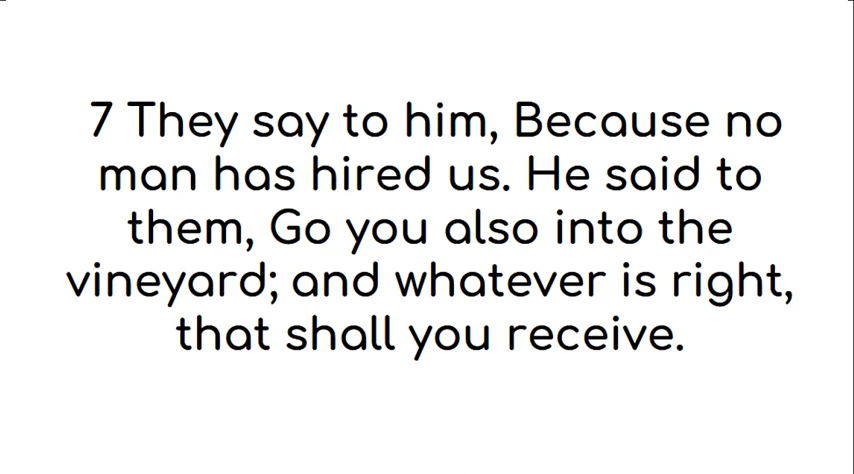 7 They say to him, Because no
man has hired us. He said to
them, Go you also into the
vineyard; and whatever is right,
that shall you receive.